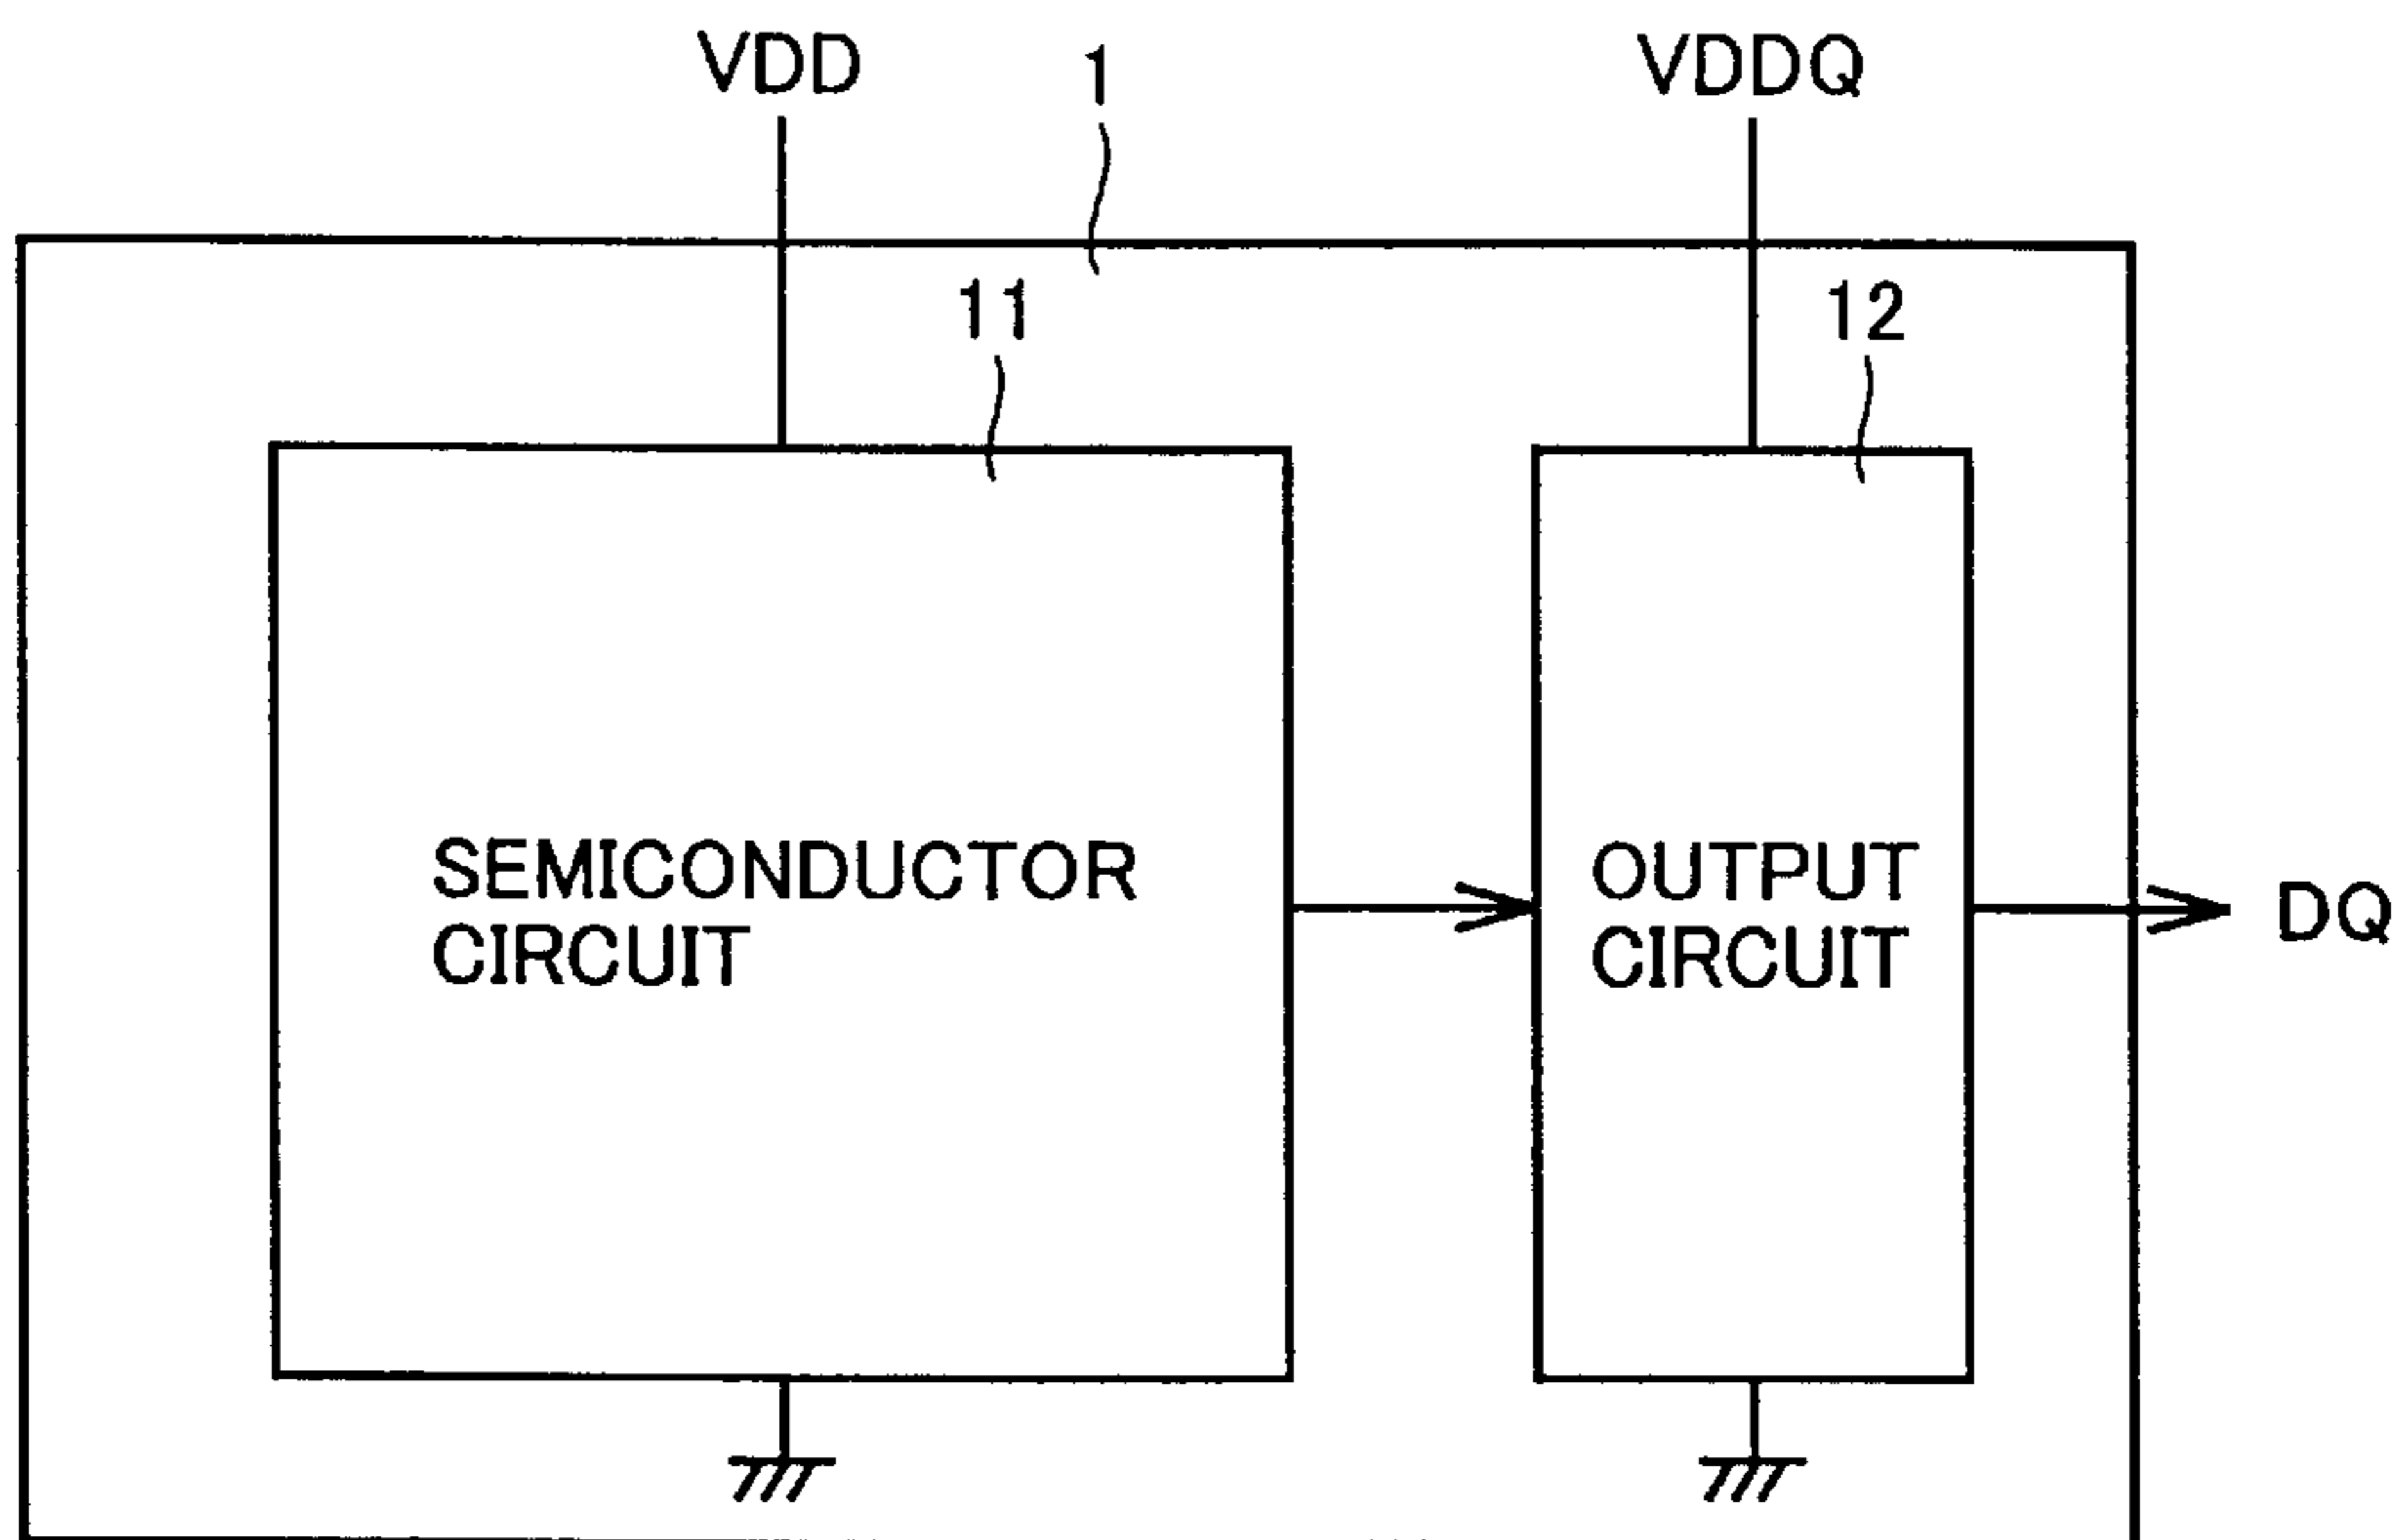 VDD
1
VDDQ
11
12
SEMICONDUCTOR
CIRCUIT
OUTPUT
CIRCUIT
DQ